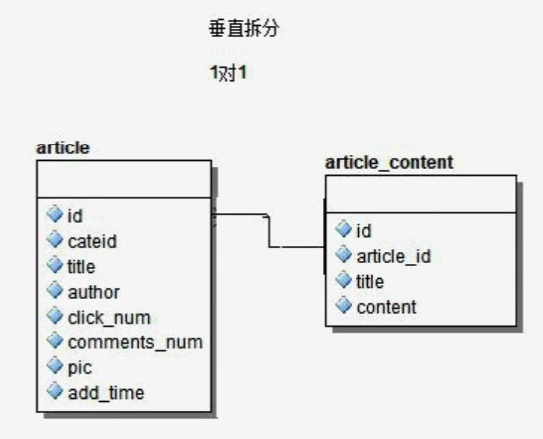 垂直拆分
1对1
article
id
cateid
title
author
click_num
comments_num
pic
add_time
article_content
id
article_id
title
content